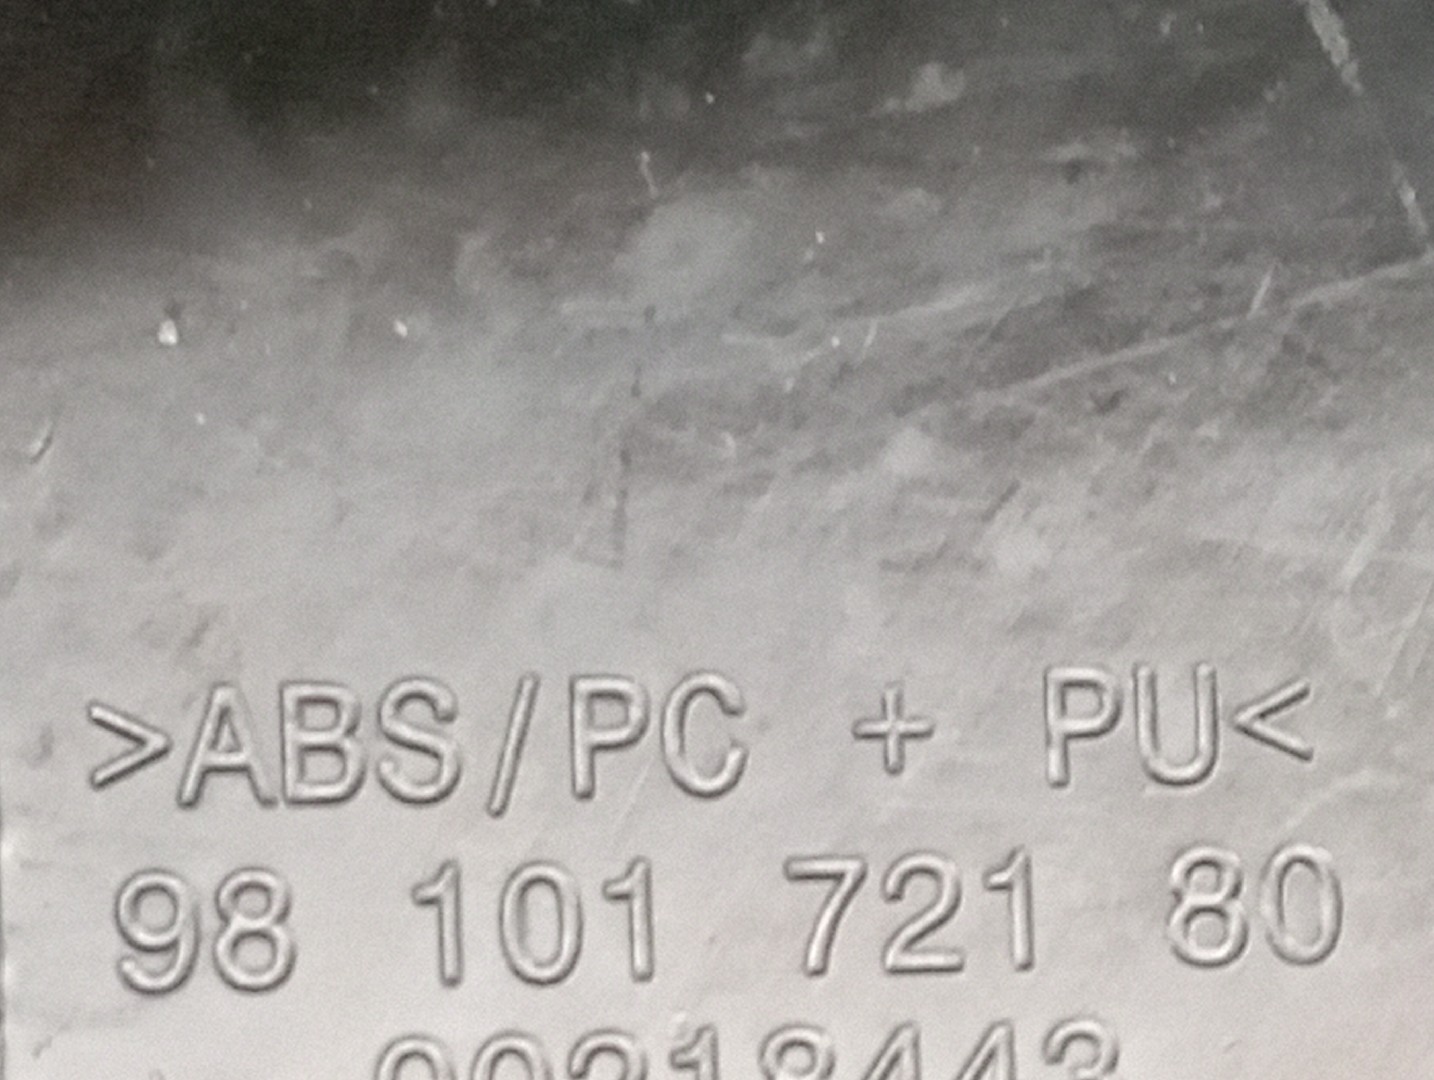 >ABS/PC + PU<
98 101 721 80